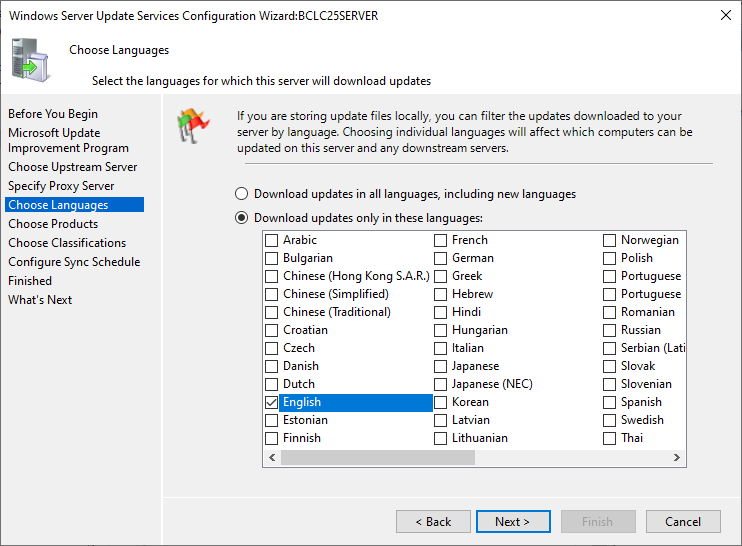 Windows Server Update Services Configuration Wizard:BCLC25SERVER
Choose Languages
Select the languages for which this server will download updates
Before You Begin
Microsoft Update
Improvement Program
Choose Upstream Server
Specify Proxy Server
Choose Languages
Choose Products
Choose Classifications
Configure Sync Schedule
Finished
What's Next
If you are storing update files locally, you can filter the updates downloaded to your
server by language. Choosing individual languages will affect which computers can be
updated on this server and any downstream servers.
Download updates in all languages, including new languages
Download updates only in these languages:
Arabic
Bulgarian
Chinese (Hong Kong S.A.R.)
Chinese (Simplified)
Chinese (Traditional)
Croatian
Czech
Danish
Dutch
English
Estonian
Finnish
French
German
Greek
Hebrew
Hindi
Hungarian
Italian
Japanese
Japanese (NEC)
Korean
Latvian
Lithuanian
Norwegian
Polish
Portuguese
Portuguese
Romanian
Russian
Serbian (Lati
Slovak
Slovenian
Spanish
Swedish
Thai
< Back
Next >
Finish
Cancel